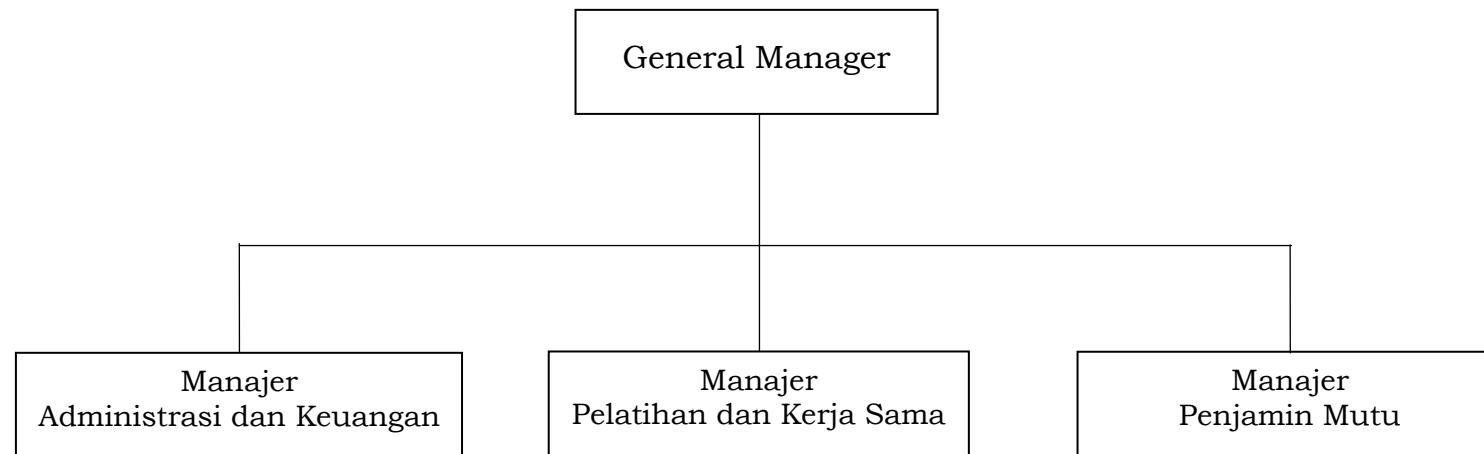 General Manager
Manajer
Administrasi dan Keuangan
Manajer
Pelatihan dan Kerja Sama
Manajer
Penjamin Mutu